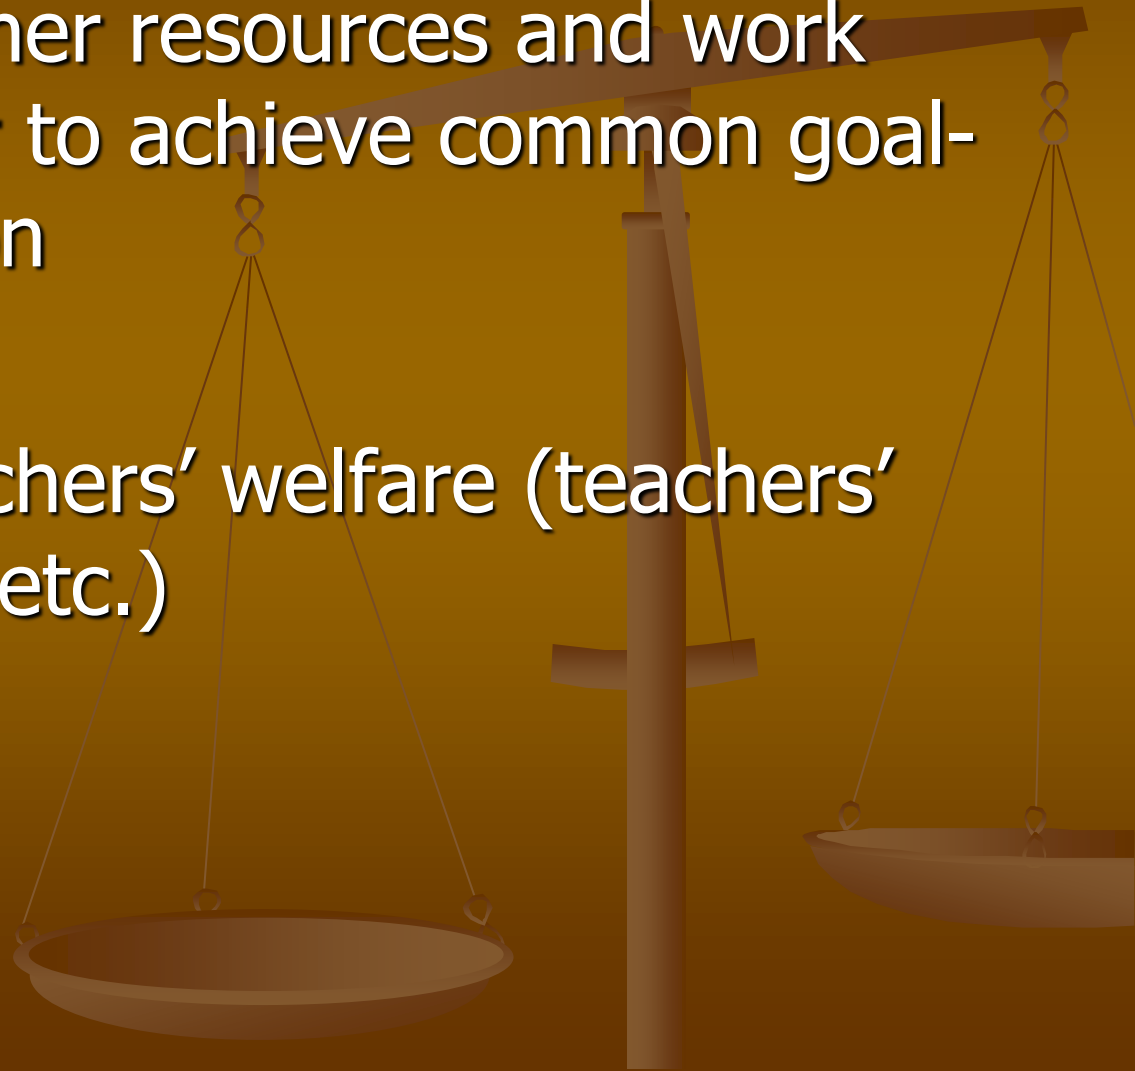 her resources and work
to achieve common goal-
n
chers’ welfare (teachers’
etc.)